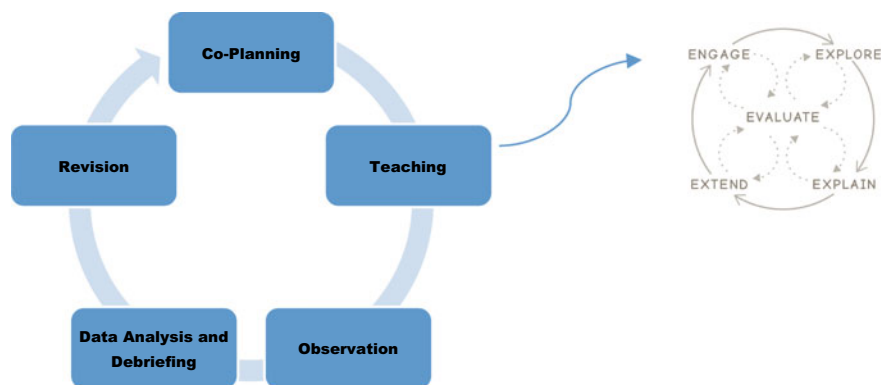 Co-Planning
Teaching
Observation
Data Analysis and
Debriefing
Revision
ENGAGE
EXPLORE
EVALUATE
EXTEND
EXPLAIN